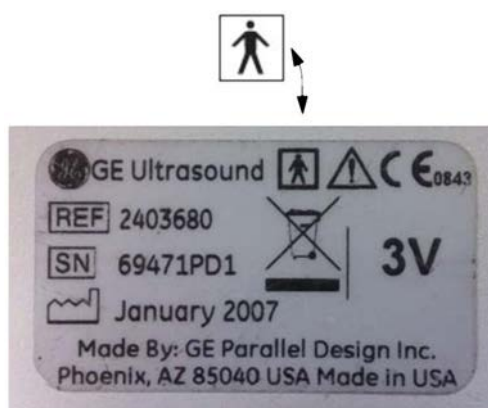 GE Ultrasound CE 0843
REF 2403680
SN 69471PD1
3V
January 2007
Made By: GE Parallel Design Inc.
Phoenix, AZ 85040 USA Made in USA